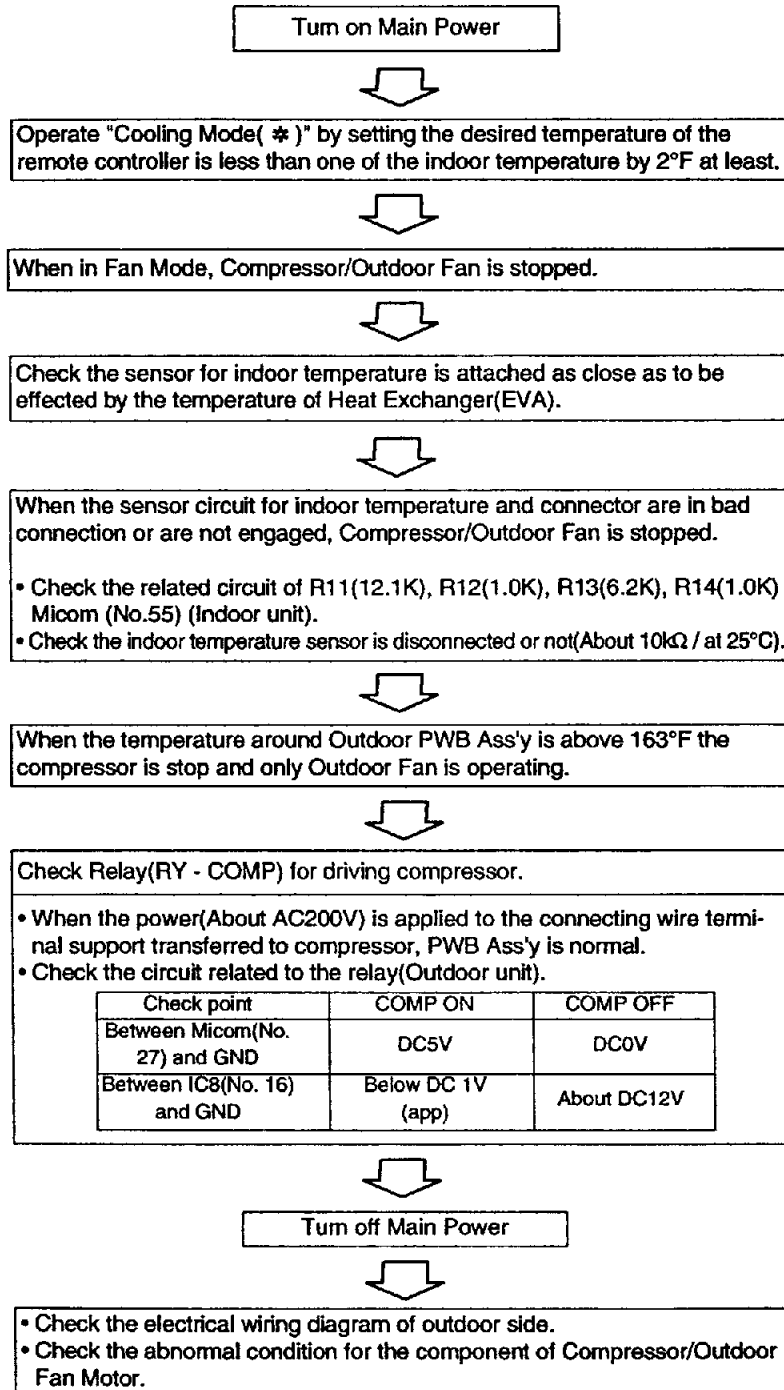 Turn on Main Power
Operate "Cooling Mode( ✻ )" by setting the desired temperature of the
remote controller is less than one of the indoor temperature by 2°F at least.
When in Fan Mode, Compressor/Outdoor Fan is stopped.
Check the sensor for indoor temperature is attached as close as to be
effected by the temperature of Heat Exchanger(EVA).
When the sensor circuit for indoor temperature and connector are in bad
connection or are not engaged, Compressor/Outdoor Fan is stopped.
• Check the related circuit of R11(12.1K), R12(1.0K), R13(6.2K), R14(1.0K)
Micom (No.55) (Indoor unit).
• Check the indoor temperature sensor is disconnected or not(About 10kΩ / at 25°C).
When the temperature around Outdoor PWB Ass'y is above 163°F the
compressor is stop and only Outdoor Fan is operating.
Check Relay(RY - COMP) for driving compressor.
• When the power(About AC200V) is applied to the connecting wire termi-
nal support transferred to compressor, PWB Ass'y is normal.
• Check the circuit related to the relay(Outdoor unit).
Check point COMP ON COMP OFF
Between Micom(No.
27) and GND DC5V DC0V
Between IC8(No. 16)
and GND Below DC 1V
(app) About DC12V
Turn off Main Power
• Check the electrical wiring diagram of outdoor side.
• Check the abnormal condition for the component of Compressor/Outdoor
Fan Motor.